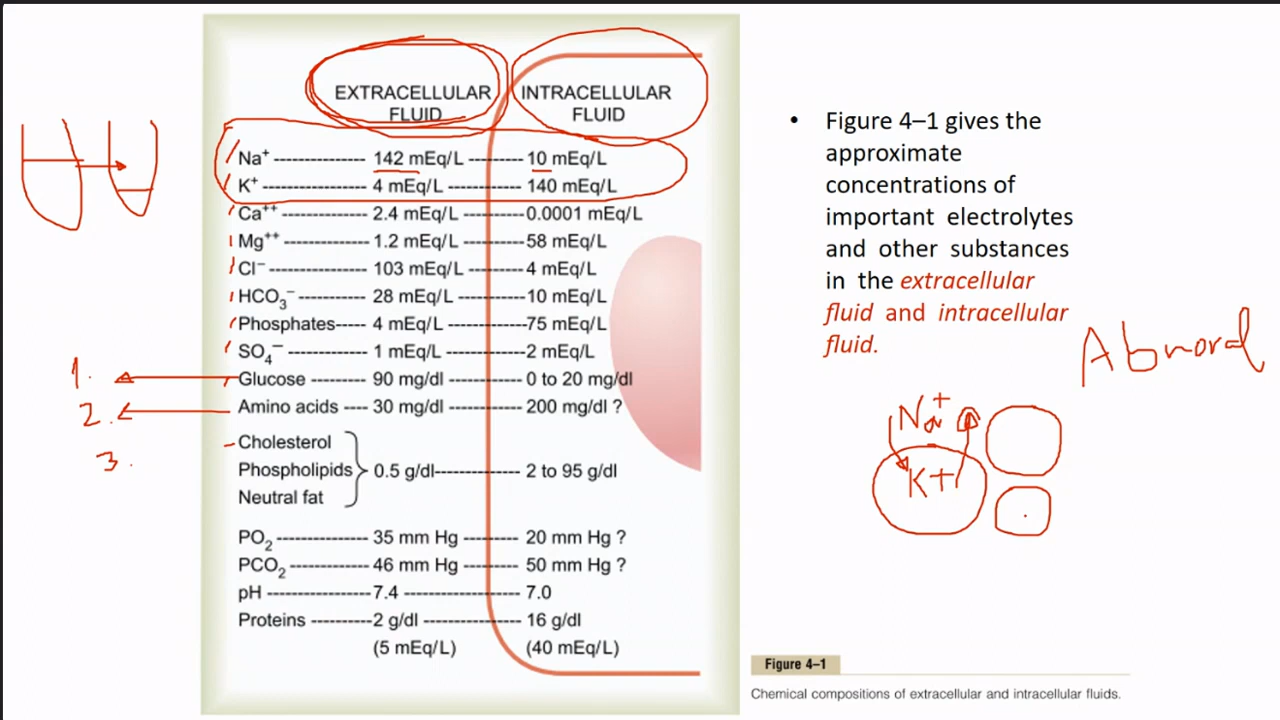 EXTRACELLULAR FLUID
INTRACELLULAR FLUID
Na+ --------------- 142 mEq/L --------- 10 mEq/L
K+ ----------------- 4 mEq/L ------------ 140 mEq/L
Ca++ -------------- 2.4 mEq/L ----------0.0001 mEq/L
Mg++ -------------- 1.2 mEq/L ---------- 58 mEq/L
Cl− ----------------- 103 mEq/L -------- 4 mEq/L
HCO3− ----------- 28 mEq/L ----------10 mEq/L
Phosphates----- 4 mEq/L ------------75 mEq/L
SO4− -------------- 1 mEq/L ------------2 mEq/L
Glucose --------- 90 mg/dl ----------- 0 to 20 mg/dl
Amino acids ---- 30 mg/dl ----------- 200 mg/dl ?
Cholesterol
Phospholipids 0.5 g/dl-------------- 2 to 95 g/dl
Neutral fat
PO2 --------------- 35 mm Hg --------- 20 mm Hg ?
PCO2 ------------- 46 mm Hg --------- 50 mm Hg ?
pH ------------------7.4 ------------------ 7.0
Proteins ----------2 g/dl --------------- 16 g/dl
(5 mEq/L) (40 mEq/L)
1.
2.
3.
• Figure 4–1 gives the
approximate
concentrations of
important electrolytes
and other substances
in the extracellular
fluid and intracellular
fluid.
Abnoral
Na+
K+
Figure 4–1
Chemical compositions of extracellular and intracellular fluids.